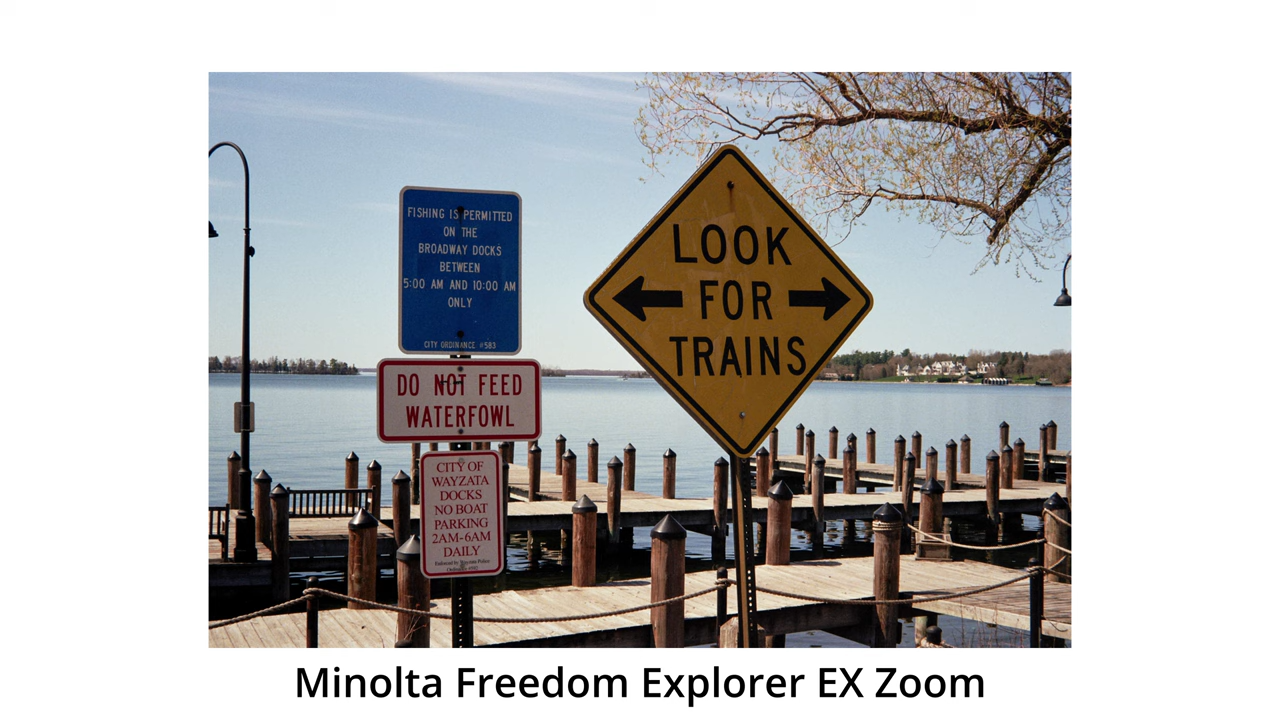 FISHING IS PERMITTED
ON THE
BROADWAY DOCKS
BETWEEN
5:00 AM AND 10:00 AM
ONLY
CITY ORDINANCE #583
DO NOT FEED
WATERFOWL
CITY OF
WAYZATA
DOCKS
NO BOAT
PARKING
2AM-6AM
DAILY
LOOK
FOR
TRAINS
Minolta Freedom Explorer EX Zoom